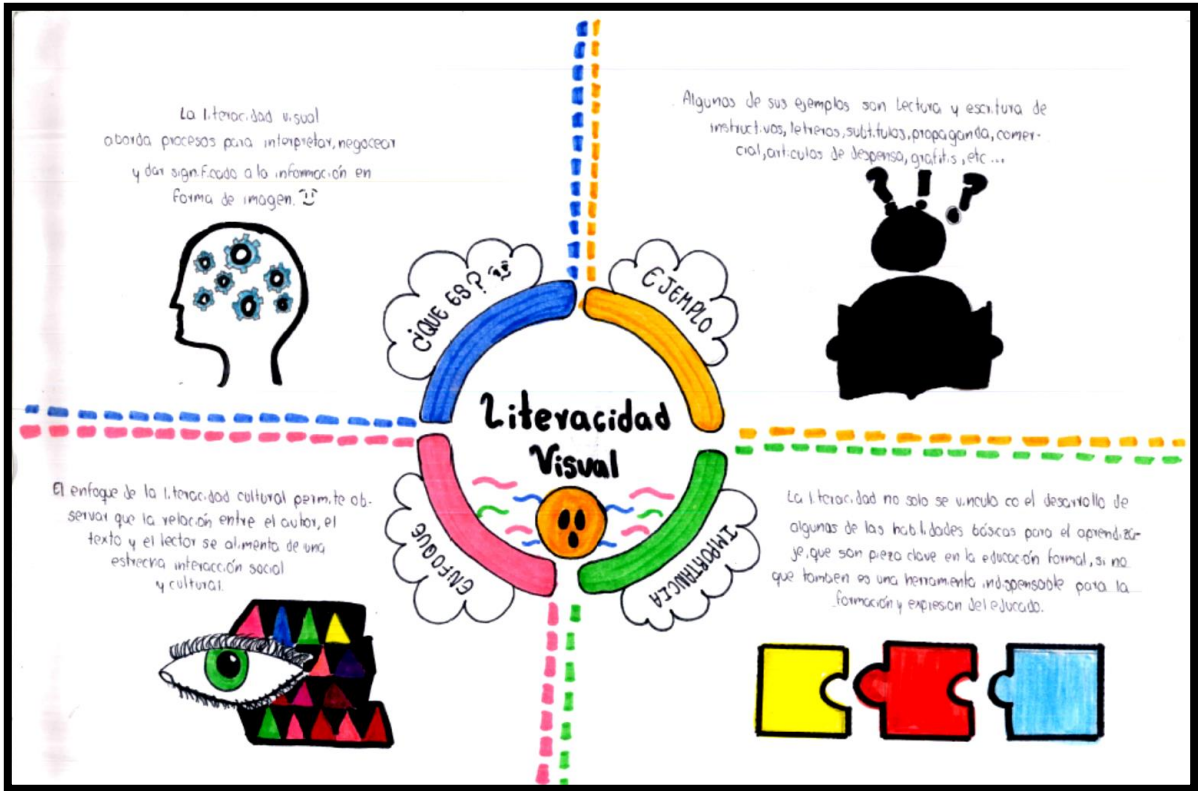 La literacidad visual
aborda procesos para interpretar, negocear
y dar significado a la información en
forma de imagen.
Algunos de sus ejemplos son Lectura y escritura de
instructivos, letreros, subtitulos, propaganda, comer-
cial, articulos de despensa, grafitis, etc...
¿QUE ES?
EJEMPLO
Literacidad
Visual
ENFOQUE
IMPORTANCIA
El enfoque de la literacidad cultural permite ob-
servar que la relación entre el autor, el
texto y el lector se alimenta de una
estrecha interacción social
y cultural.
La literacidad no solo se vinculo co el desarrollo de
algunas de las habilidades básicas para el aprendiza-
je, que son pieza clave en la educación formal, si no
que tambien es una herramienta indispensable para la
formación y expresion del educado.
? ! ?